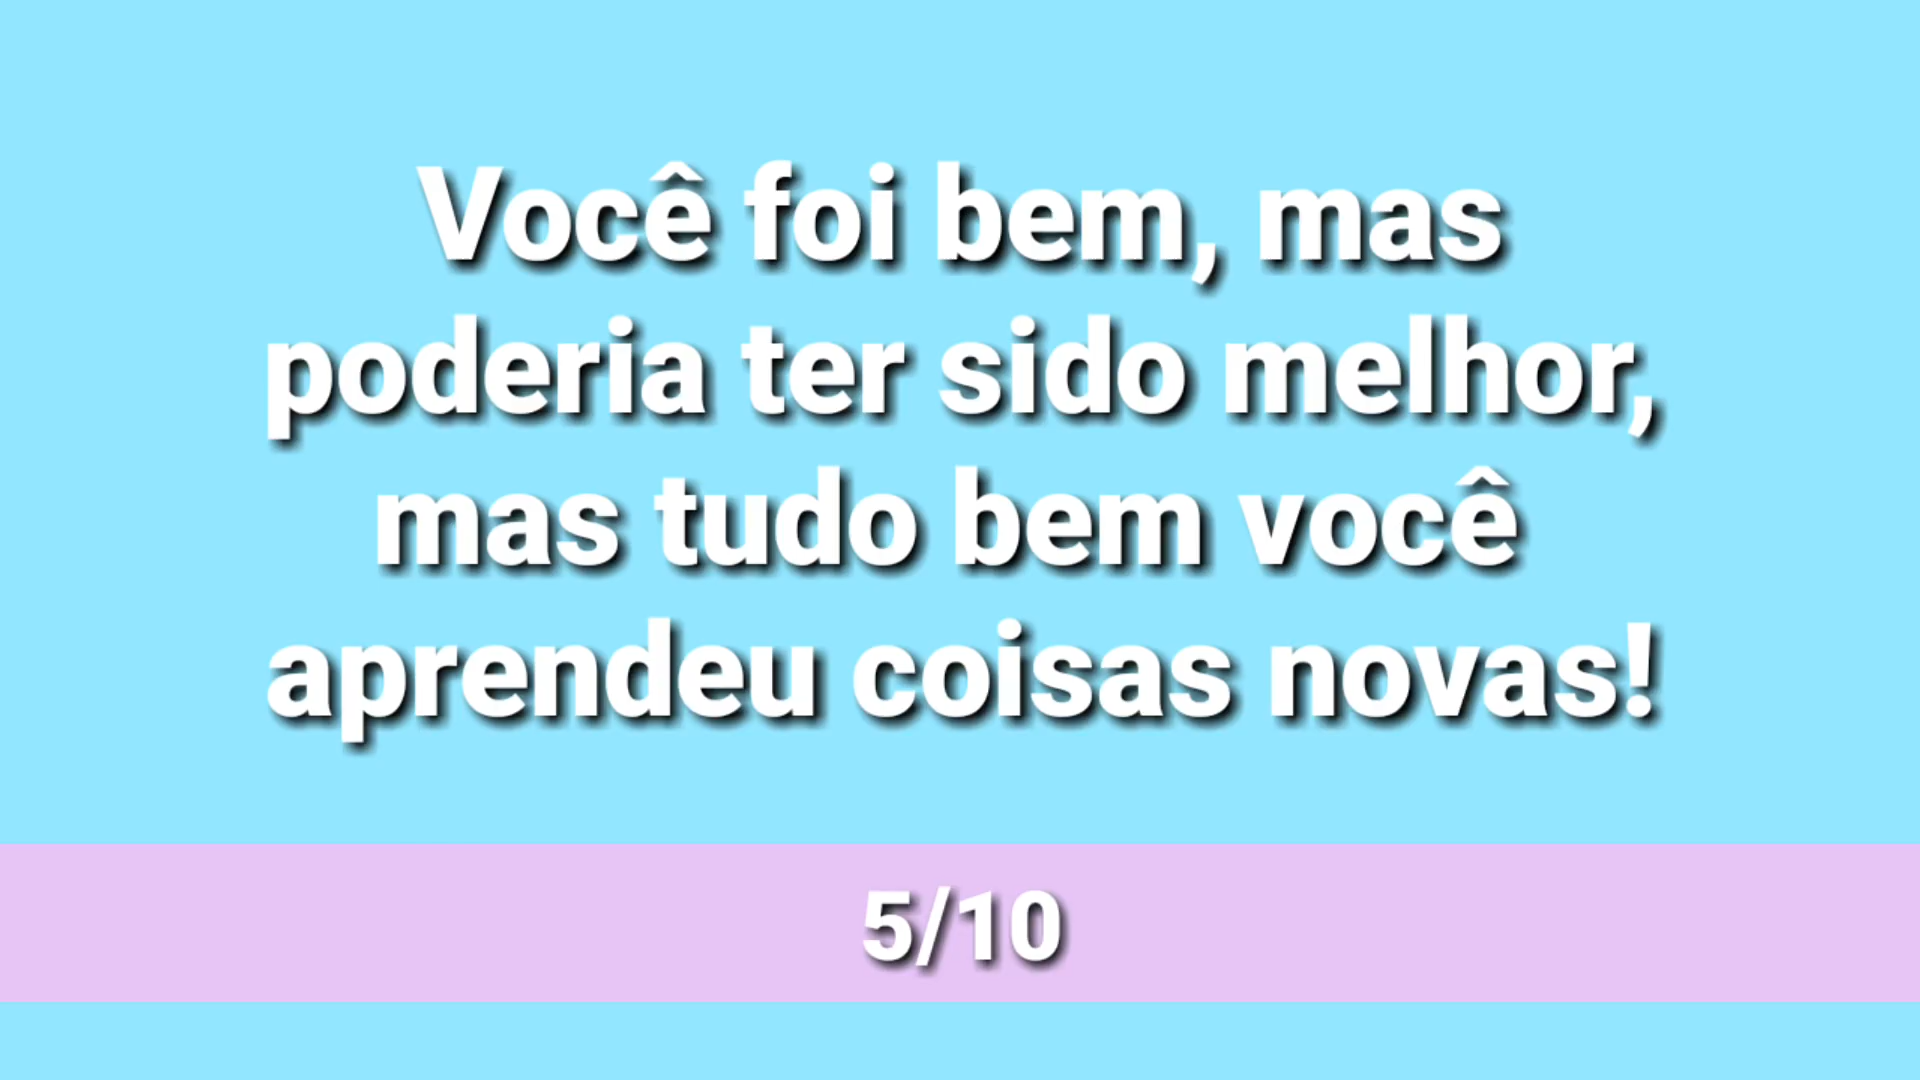 Você foi bem, mas
poderia ter sido melhor,
mas tudo bem você
aprendeu coisas novas!
5/10